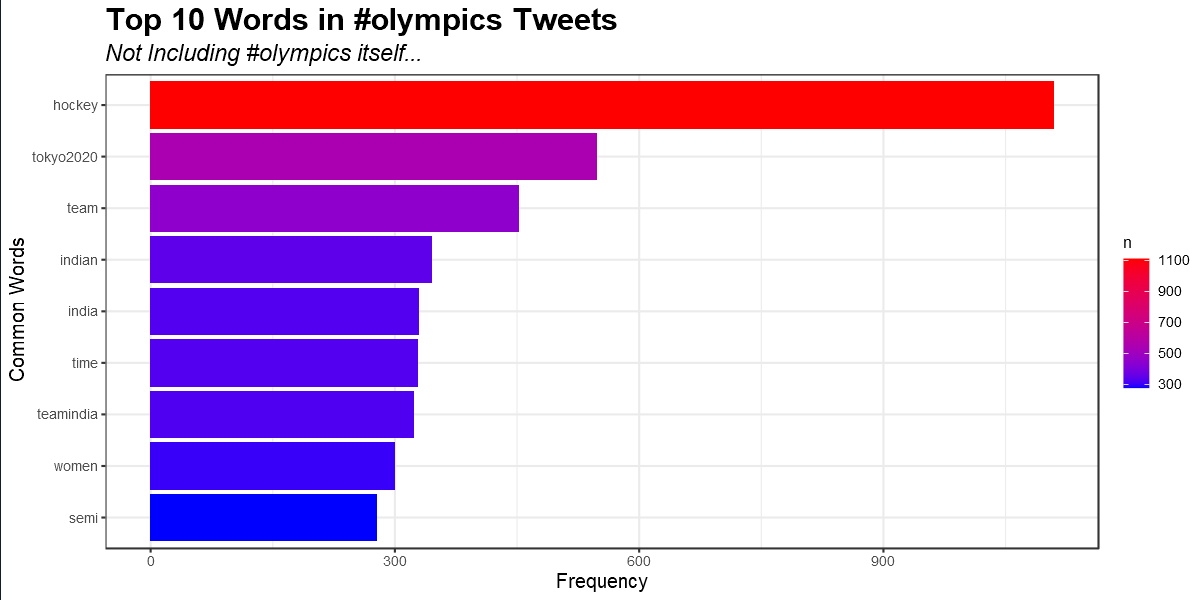 Top 10 Words in #olympics Tweets
Not Including #olympics itself...
Common Words
hockey
tokyo2020
team
indian
india
time
teamindia
women
semi
0 300 600 900
Frequency
n
1100
900
700
500
300